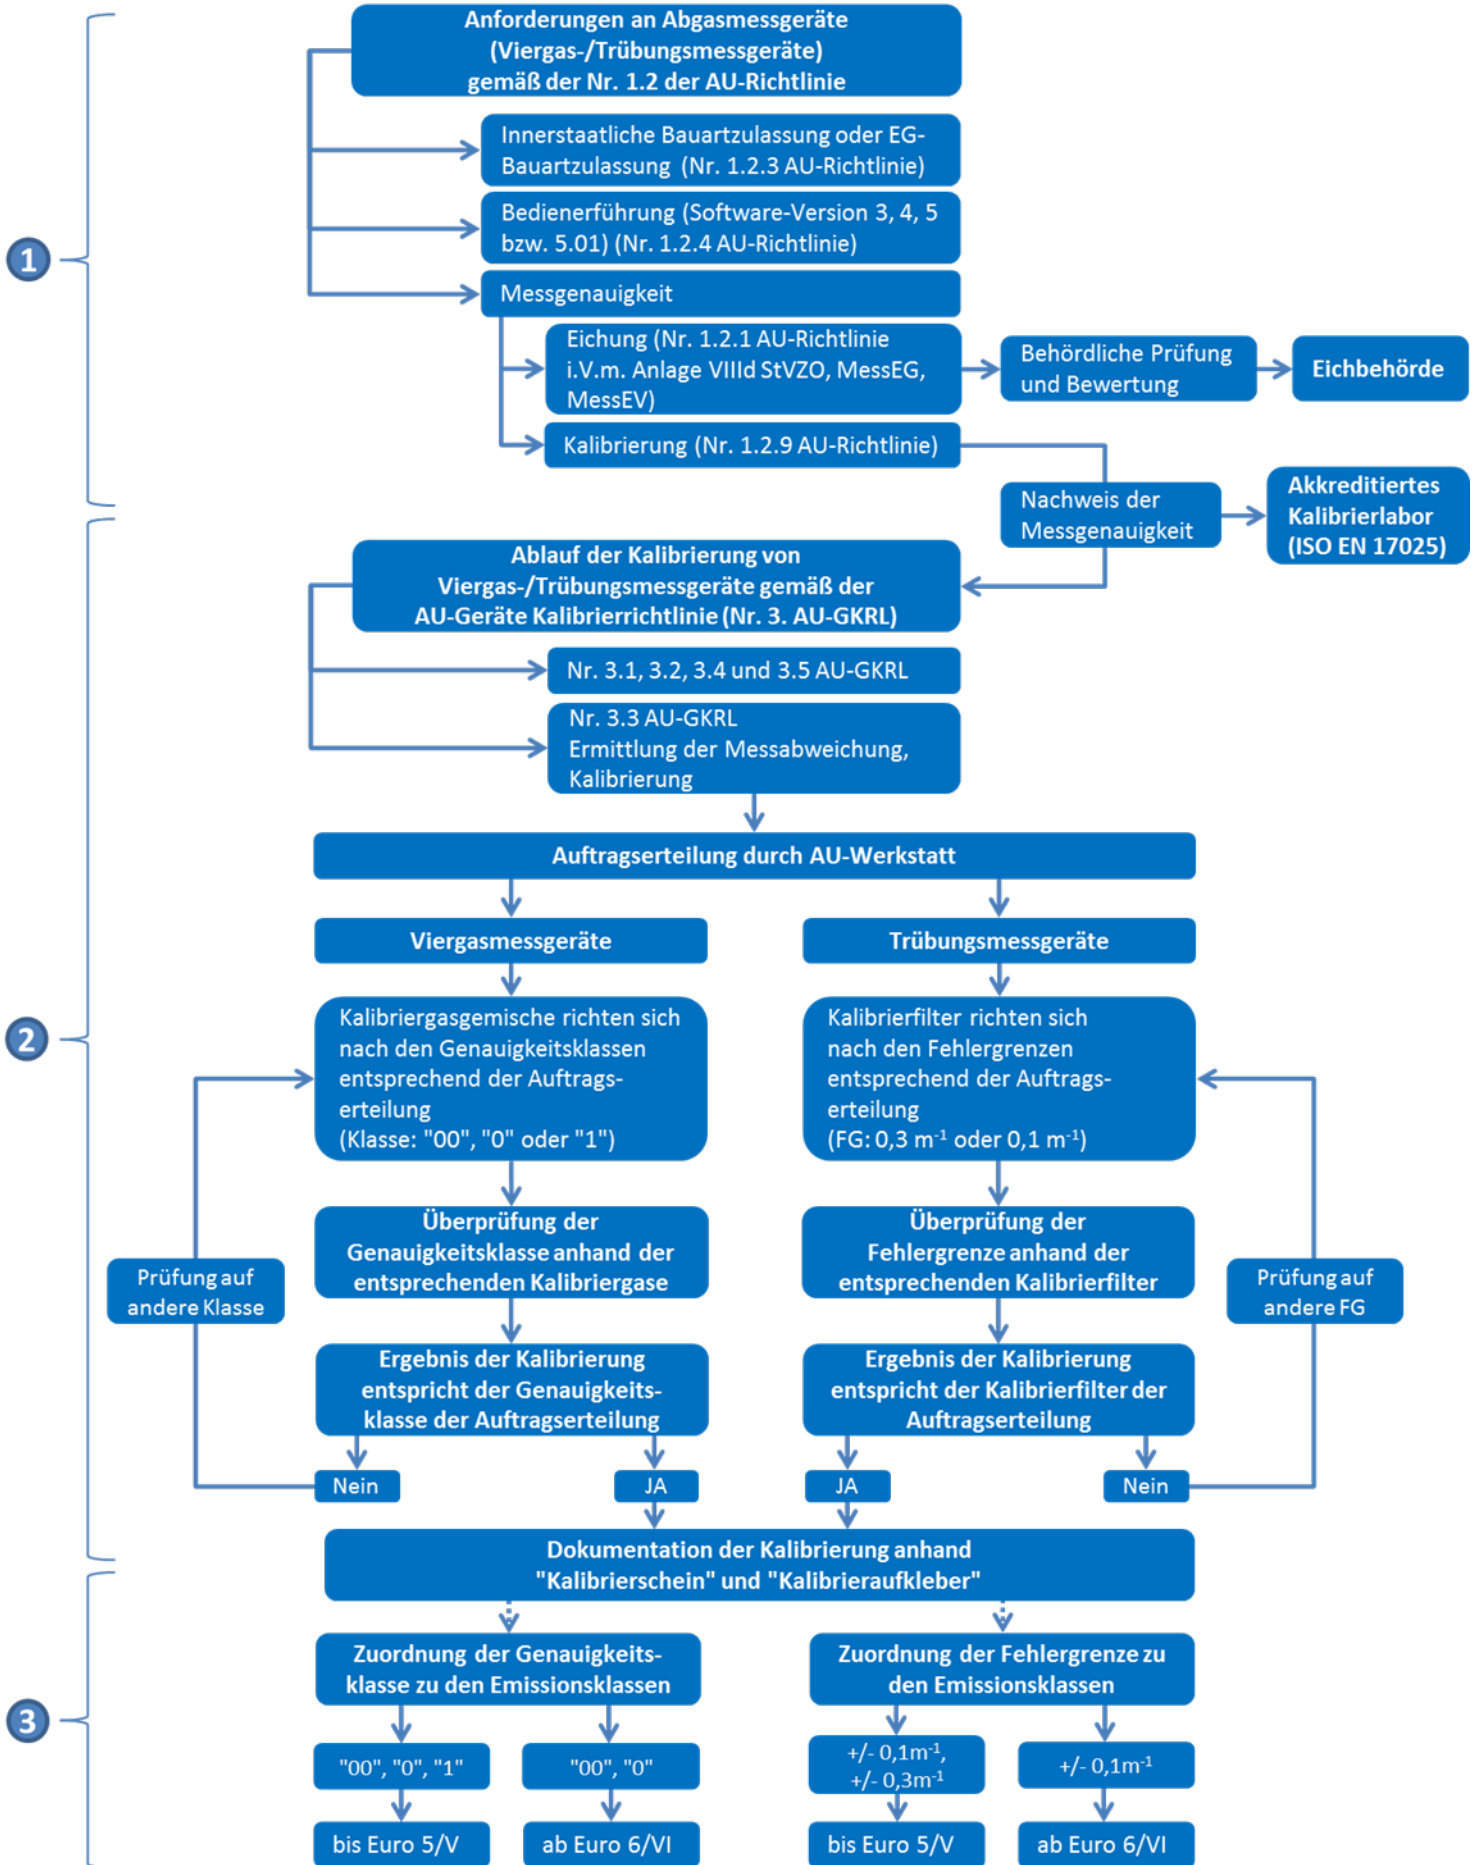 Anforderungen an Abgasmessgeräte
(Viergas-/Trübungsmessgeräte)
gemäß der Nr. 1.2 der AU-Richtlinie
Innerstaatliche Bauartzulassung oder EG-
Bauartzulassung (Nr. 1.2.3 AU-Richtlinie)
Bedienerführung (Software-Version 3, 4, 5
bzw. 5.01) (Nr. 1.2.4 AU-Richtlinie)
1
Messgenauigkeit
Eichung (Nr. 1.2.1 AU-Richtlinie
i.V.m. Anlage VIIId StVZO, MessEG,
MessEV)
Behördliche Prüfung
und Bewertung
Eichbehörde
Kalibrierung (Nr. 1.2.9 AU-Richtlinie)
Nachweis der
Messgenauigkeit
Akkreditiertes
Kalibrierlabor
(ISO EN 17025)
Ablauf der Kalibrierung von
Viergas-/Trübungsmessgeräte gemäß der
AU-Geräte Kalibrierrichtlinie (Nr. 3. AU-GKRL)
Nr. 3.1, 3.2, 3.4 und 3.5 AU-GKRL
Nr. 3.3 AU-GKRL
Ermittlung der Messabweichung,
Kalibrierung
Auftragserteilung durch AU-Werkstatt
Viergasmessgeräte
Trübungsmessgeräte
2
Kalibriergasgemische richten sich
nach den Genauigkeitsklassen
entsprechend der Auftrags-
erteilung
(Klasse: "00", "0" oder "1")
Kalibrierfilter richten sich
nach den Fehlergrenzen
entsprechend der Auftrags-
erteilung
(FG: 0,3 m⁻¹ oder 0,1 m⁻¹)
Überprüfung der
Genauigkeitsklasse anhand der
entsprechenden Kalibriergase
Überprüfung der
Fehlergrenze anhand der
entsprechenden Kalibrierfilter
Prüfung auf
andere Klasse
Prüfung auf
andere FG
Ergebnis der Kalibrierung
entspricht der Genauigkeits-
klasse der Auftragserteilung
Ergebnis der Kalibrierung
entspricht der Kalibrierfilter der
Auftragserteilung
Nein
JA
JA
Nein
Dokumentation der Kalibrierung anhand
"Kalibrierschein" und "Kalibrieraufkleber"
3
Zuordnung der Genauigkeits-
klasse zu den Emissionsklassen
Zuordnung der Fehlergrenze zu
den Emissionsklassen
"00", "0", "1"
"00", "0"
+/- 0,1m⁻¹,
+/- 0,3m⁻¹
+/- 0,1m⁻¹
bis Euro 5/V
ab Euro 6/VI
bis Euro 5/V
ab Euro 6/VI